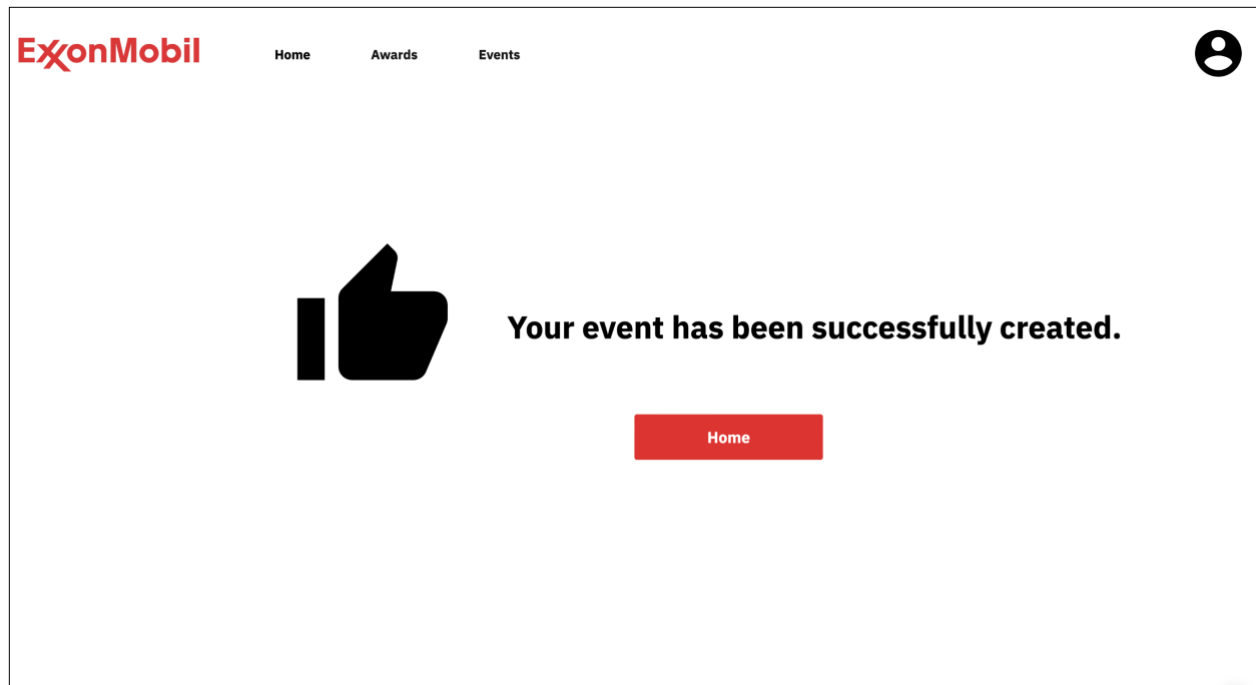 ExxonMobil
Home Awards Events
Your event has been successfully created.
Home